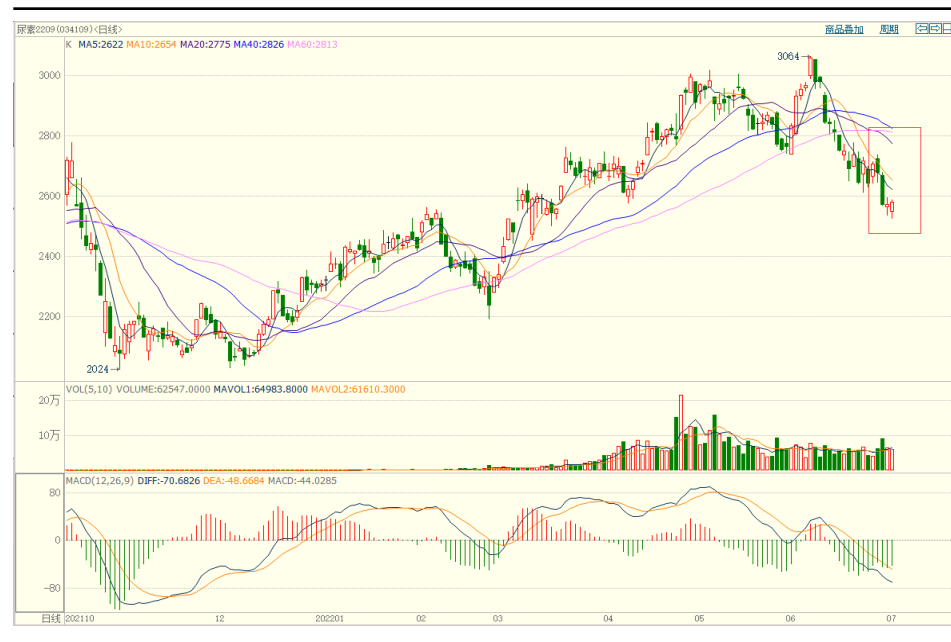 尿素2209(034109)<日线>
商品叠加 周期
K MA5:2622 MA10:2654 MA20:2775 MA40:2826 MA60:2813
3064
3000
2800
2600
2400
2200
2024
VOL(5,10) VOLUME:62547.0000 MAVOL1:64983.8000 MAVOL2:61610.3000
20万
10万
MACD(12,26,9) DIFF:-70.6826 DEA:-48.6684 MACD:-44.0285
80
0
-80
日线 202110 12 202201 02 03 04 05 06 07